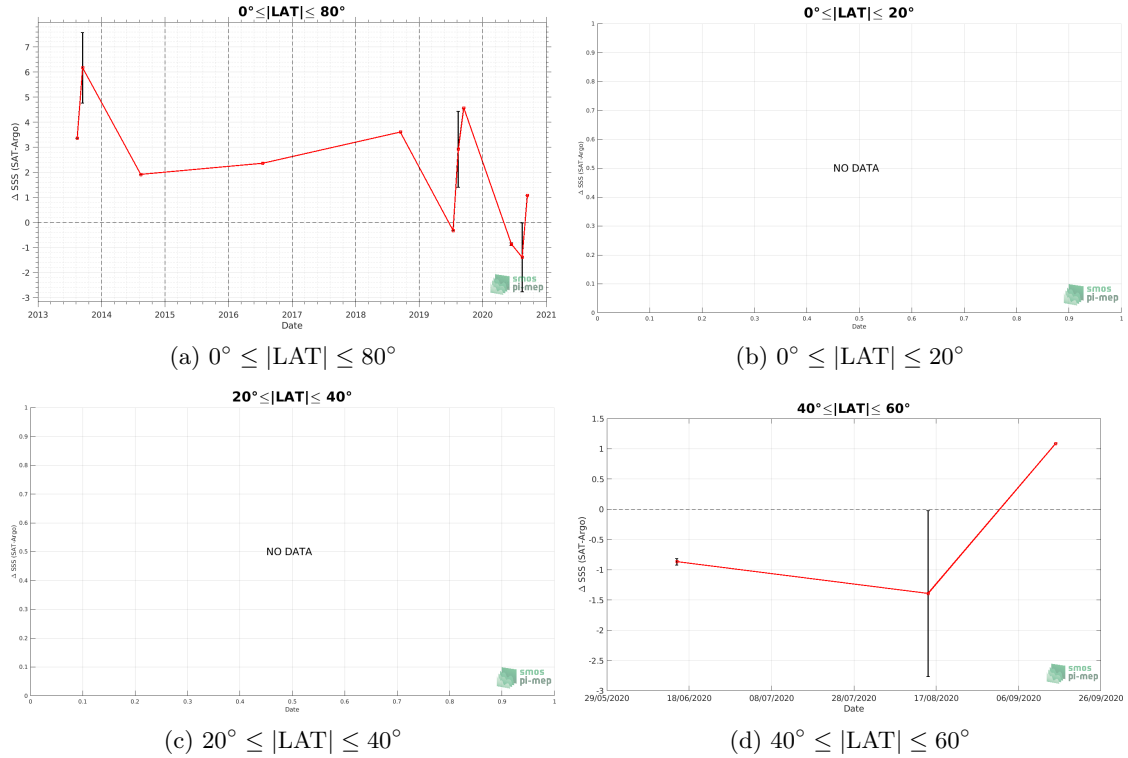 0°≤|LAT|≤ 80°
7
6
5
4
3
2
1
0
-1
-2
-3
Δ SSS (SAT-Argo)
2013 2014 2015 2016 2017 2018 2019 2020 2021
Date
smos
pi-mep
(a) 0° ≤ |LAT| ≤ 80°
0°≤|LAT|≤ 20°
1
0.9
0.8
0.7
0.6
0.5
0.4
0.3
0.2
0.1
0
Δ SSS (SAT-Argo)
NO DATA
0 0.1 0.2 0.3 0.4 0.5 0.6 0.7 0.8 0.9 1
Date
smos
pi-mep
(b) 0° ≤ |LAT| ≤ 20°
20°≤|LAT|≤ 40°
1
0.9
0.8
0.7
0.6
0.5
0.4
0.3
0.2
0.1
0
Δ SSS (SAT-Argo)
NO DATA
0 0.1 0.2 0.3 0.4 0.5 0.6 0.7 0.8 0.9 1
Date
smos
pi-mep
(c) 20° ≤ |LAT| ≤ 40°
40°≤|LAT|≤ 60°
1.5
1
0.5
0
-0.5
-1
-1.5
-2
-2.5
-3
Δ SSS (SAT-Argo)
29/05/2020 18/06/2020 08/07/2020 28/07/2020 17/08/2020 06/09/2020 26/09/2020
Date
smos
pi-mep
(d) 40° ≤ |LAT| ≤ 60°